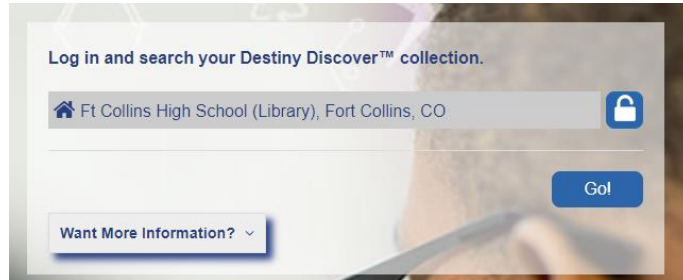 Log in and search your Destiny Discover™ collection.
Ft Collins High School (Library), Fort Collins, CO
Go!
Want More Information?